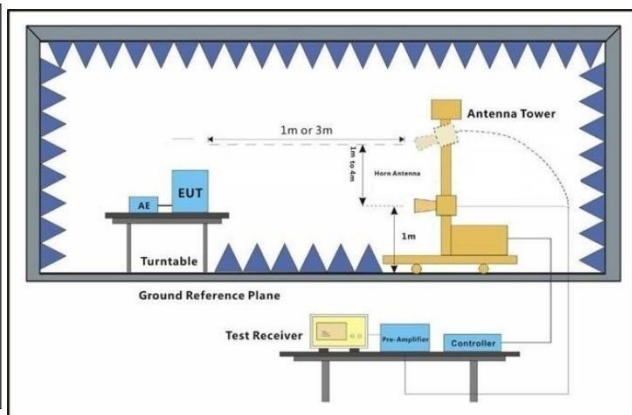 1m or 3m
Antenna Tower
1m to 4m
Horn Antenna
EUT
AE
1m
Turntable
Ground Reference Plane
Test Receiver
Pre-Amplifier
Controller